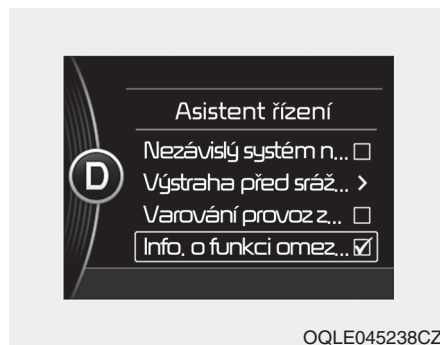 Asistent řízení
Nezávislý systém n...
D
Výstraha před sráž... >
Varování provoz z...
Info. o funkci omez...
OQLE045238CZ